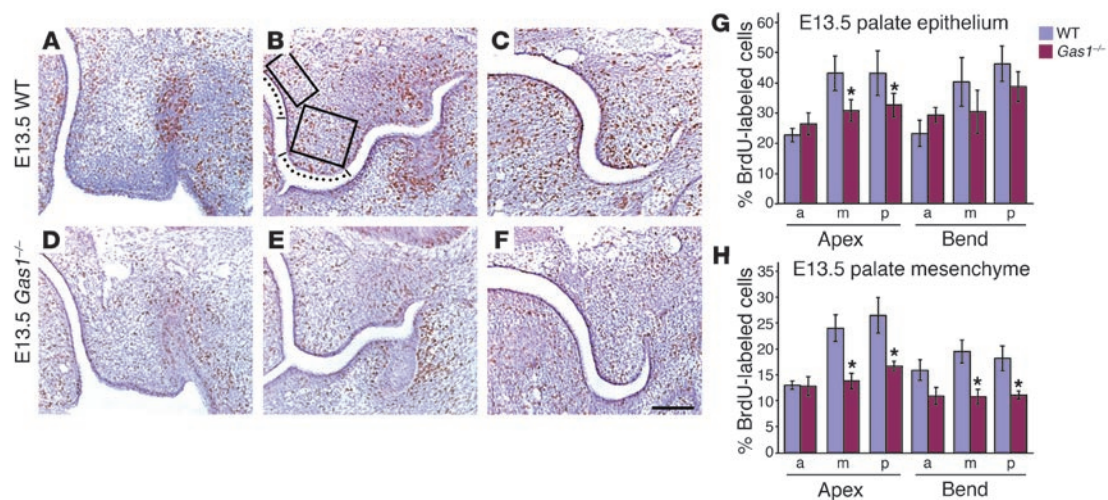 A
B
C
E13.5 WT
D
E
F
E13.5 Gas1–/–
G
E13.5 palate epithelium
WT
Gas1–/–
% BrdU-labeled cells
60
50
40
30
20
10
0
* *
a m p a m p
Apex Bend
H
E13.5 palate mesenchyme
% BrdU-labeled cells
35
30
25
20
15
10
5
0
* * * *
a m p a m p
Apex Bend